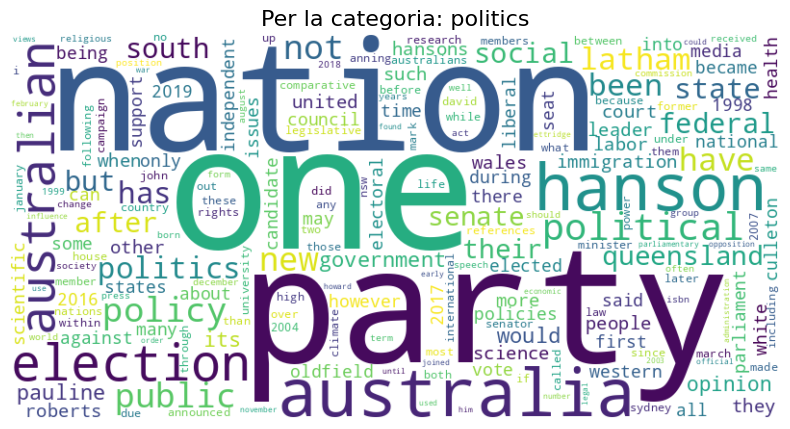 Per la categoria: politics
views religious no up research members. between could received
nation not hansons into media
i position war 2018 anning australians latham became health
south being comparative such before well commission
february 2019 independent issues social been state
australian campaign support united david while because former 1998
following council time liberal seat court federal
then august legislative mark act what leader under national
whenonly labor
january john one candidate wales immigration have
but has out form these did any nsw life during there hanson
1999 change can country rights may two electoral senate political
influence after born those references should power group 2007
some other house new government their minister parliamentary opposition queensland culleton
scientific society politics university party speech elected often later
use member press states december high however 2017 international more said isbn
2016 policy about than over howard early policies people parliament including
nations within many 2004 climate senator economic law white
world against its through term most science would first since administration
election order oldfield joined vote called march made
public both if western 2003 official opinion
pauline australia number
roberts due announced november until used him legal sydney all they